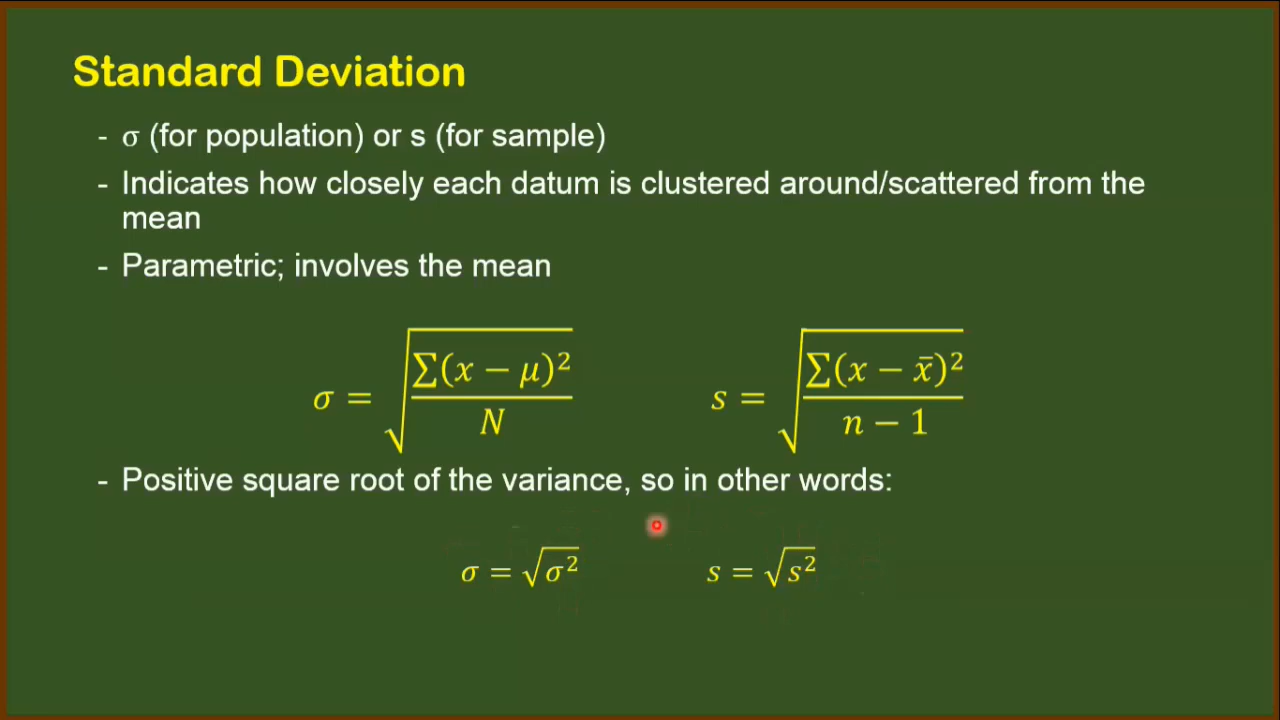 Standard Deviation
- σ (for population) or s (for sample)
- Indicates how closely each datum is clustered around/scattered from the
mean
- Parametric; involves the mean
σ = √(∑(x − μ)²/N) s = √(∑(x − x̄)²/(n − 1))
- Positive square root of the variance, so in other words:
σ = √σ² s = √s²